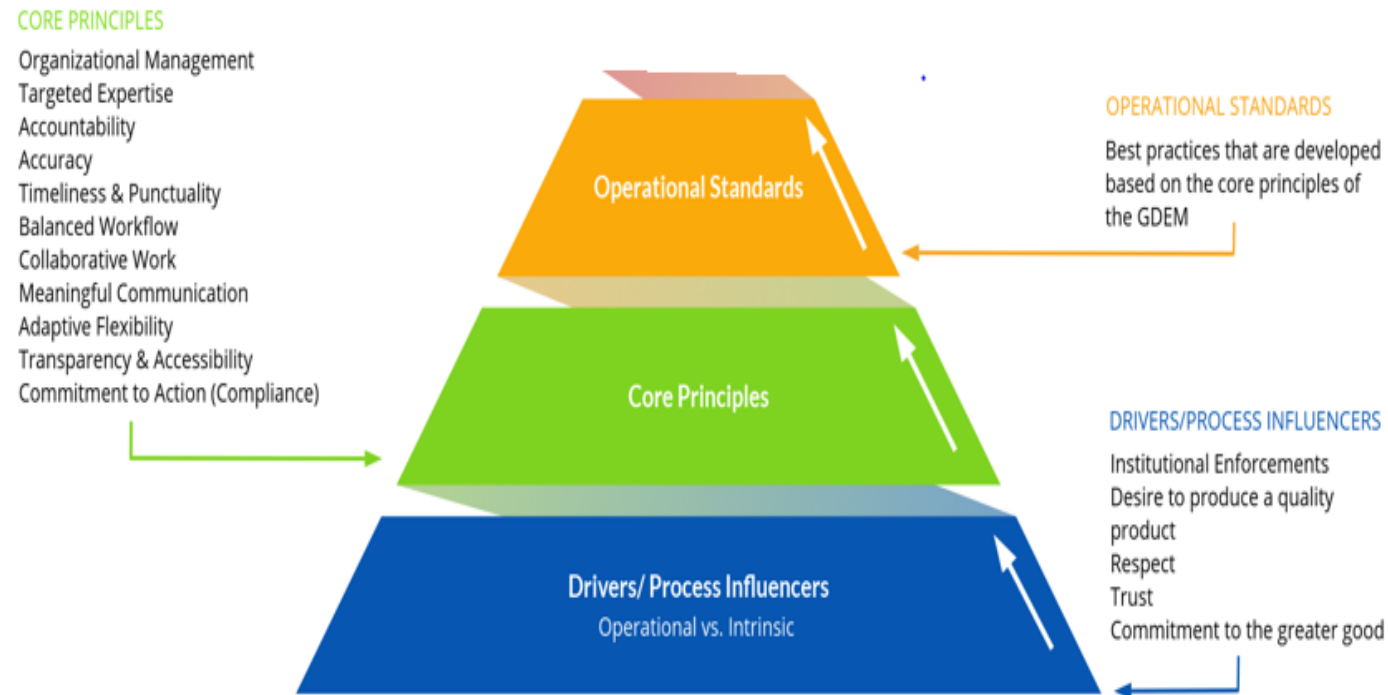 CORE PRINCIPLES
Organizational Management
Targeted Expertise
Accountability
Accuracy
Timeliness & Punctuality
Balanced Workflow
Collaborative Work
Meaningful Communication
Adaptive Flexibility
Transparency & Accessibility
Commitment to Action (Compliance)
Operational Standards
Core Principles
Drivers/ Process Influencers
Operational vs. Intrinsic
OPERATIONAL STANDARDS
Best practices that are developed
based on the core principles of
the GDEM
DRIVERS/PROCESS INFLUENCERS
Institutional Enforcements
Desire to produce a quality
product
Respect
Trust
Commitment to the greater good